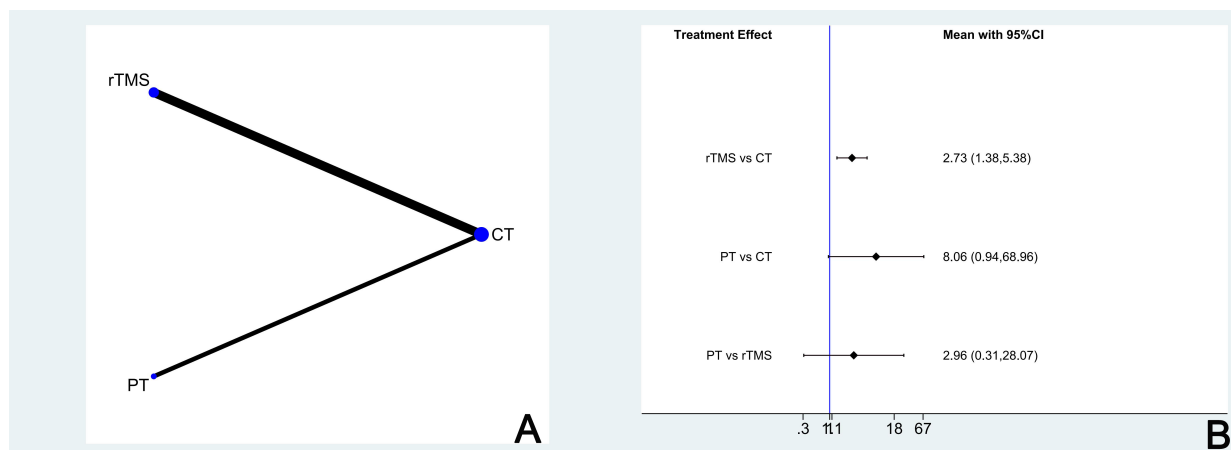 rTMS
CT
PT
A
Treatment Effect Mean with 95%CI
rTMS vs CT 2.73 (1.38,5.38)
PT vs CT 8.06 (0.94,68.96)
PT vs rTMS 2.96 (0.31,28.07)
.3 1 1.1 18 67
B